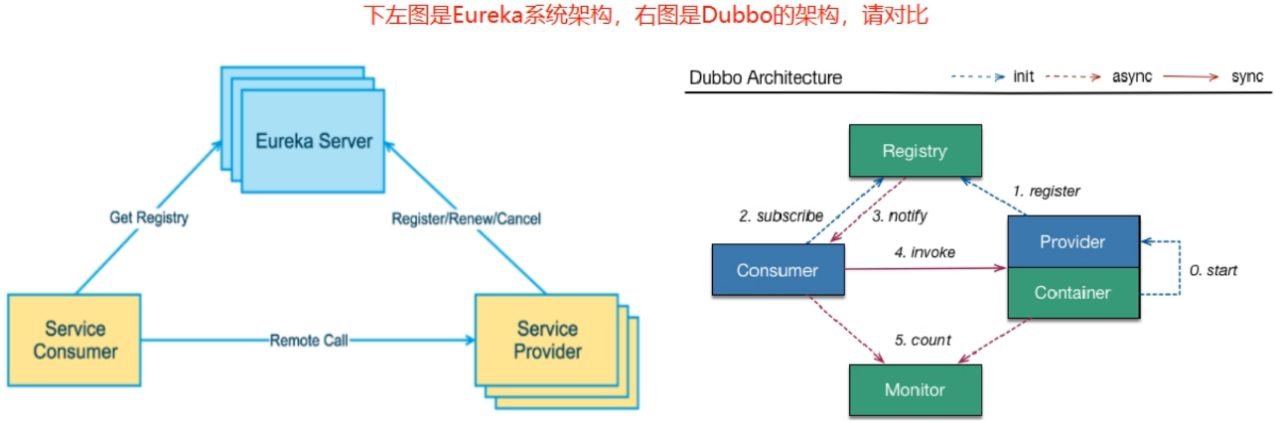 下左图是Eureka系统架构，右图是Dubbo的架构，请对比
Eureka Server
Get Registry
Register/Renew/Cancel
Service
Consumer
Remote Call
Service
Provider
Dubbo Architecture
init
async
sync
Registry
1. register
2. subscribe
3. notify
Provider
Consumer
4. invoke
0. start
Container
5. count
Monitor